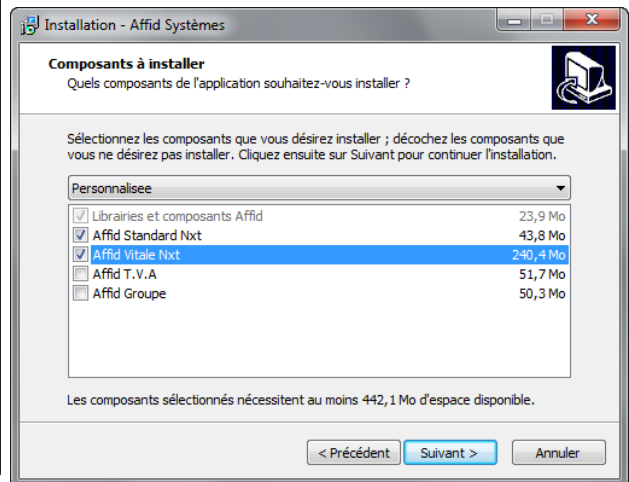 Installation - Affid Systèmes
Composants à installer
Quels composants de l'application souhaitez-vous installer ?
Sélectionnez les composants que vous désirez installer ; décochez les composants que
vous ne désirez pas installer. Cliquez ensuite sur Suivant pour continuer l'installation.
Personnalisee
Librairies et composants Affid 23,9 Mo
Affid Standard Nxt 43,8 Mo
Affid Vitale Nxt 240,4 Mo
Affid T.V.A 51,7 Mo
Affid Groupe 50,3 Mo
Les composants sélectionnés nécessitent au moins 442,1 Mo d'espace disponible.
< Précédent Suivant > Annuler